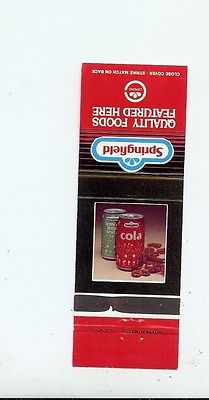 CLOSE COVER - STRIKE MATCH ON BACK
QUALITY FOODS
FEATURED HERE
Springfield
cola